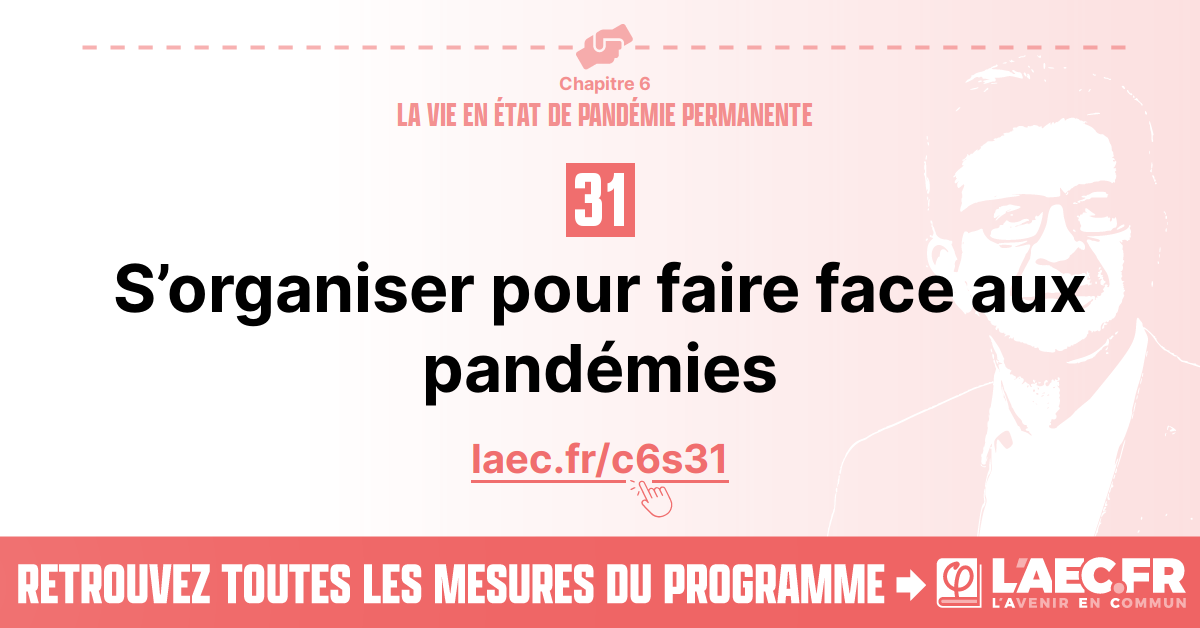 Chapitre 6
LA VIE EN ÉTAT DE PANDÉMIE PERMANENTE
31
S’organiser pour faire face aux
pandémies
laec.fr/c6s31
RETROUVEZ TOUTES LES MESURES DU PROGRAMME
φ L'AEC.FR
L'AVENIR EN COMMUN